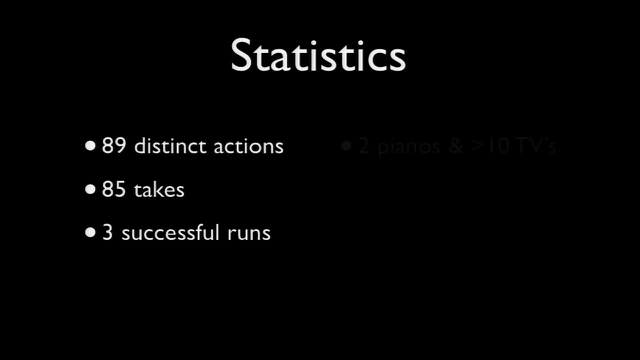 Statistics
• 89 distinct actions
• 85 takes
• 3 successful runs
• 2 pianos & >10 TV's